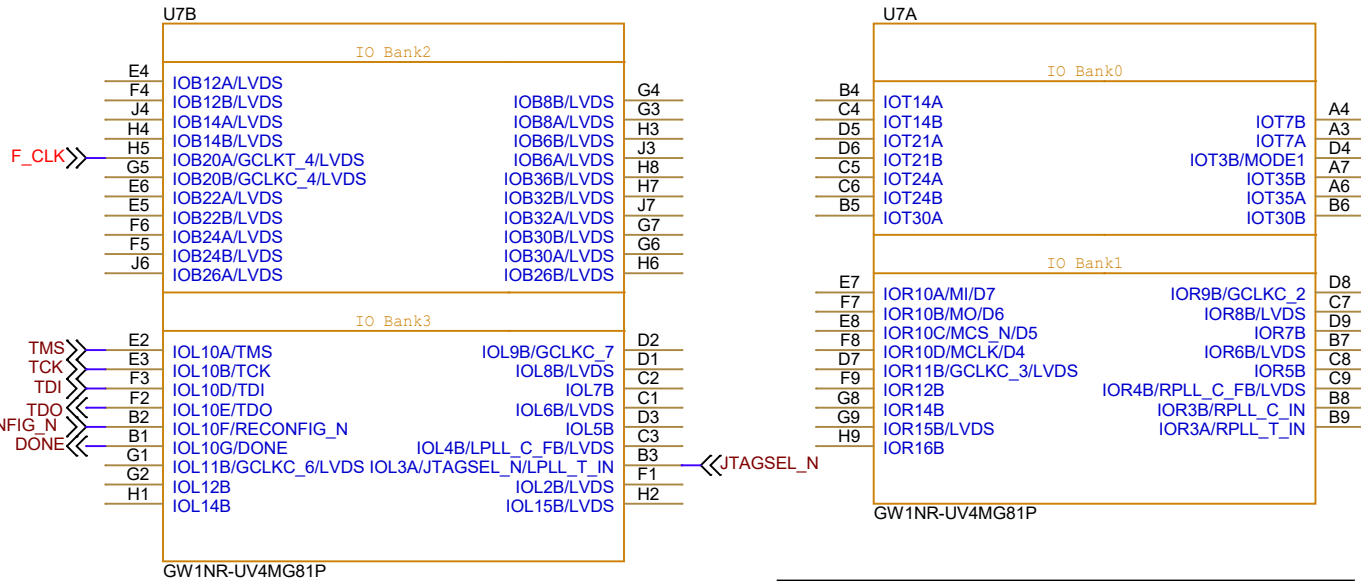 U7B
IO Bank2
E4 IOB12A/LVDS
F4 IOB12B/LVDS IOB8B/LVDS G4
J4 IOB14A/LVDS IOB8A/LVDS G3
H4 IOB14B/LVDS IOB6B/LVDS H3
F_CLK H5 IOB20A/GCLKT_4/LVDS IOB6A/LVDS J3
G5 IOB20B/GCLKC_4/LVDS IOB36B/LVDS H8
E6 IOB22A/LVDS IOB32B/LVDS H7
E5 IOB22B/LVDS IOB32A/LVDS J7
F6 IOB24A/LVDS IOB30B/LVDS G7
F5 IOB24B/LVDS IOB30A/LVDS G6
J6 IOB26A/LVDS IOB26B/LVDS H6
IO Bank3
TMS E2 IOL10A/TMS IOL9B/GCLKC_7 D2
TCK E3 IOL10B/TCK IOL8B/LVDS D1
TDI F3 IOL10D/TDI IOL7B C2
TDO F2 IOL10E/TDO IOL6B/LVDS C1
NFIG_N B2 IOL10F/RECONFIG_N IOL5B D3
DONE B1 IOL10G/DONE IOL4B/LPLL_C_FB/LVDS C3
G1 IOL11B/GCLKC_6/LVDS IOL3A/JTAGSEL_N/LPLL_T_IN B3 JTAGSEL_N
G2 IOL12B IOL2B/LVDS F1
H1 IOL14B IOL15B/LVDS H2
GW1NR-UV4MG81P
U7A
IO Bank0
B4 IOT14A
C4 IOT14B IOT7B A4
D5 IOT21A IOT7A A3
D6 IOT21B IOT3B/MODE1 D4
C5 IOT24A IOT35B A7
C6 IOT24B IOT35A A6
B5 IOT30A IOT30B B6
IO Bank1
E7 IOR10A/MI/D7 IOR9B/GCLKC_2 D8
F7 IOR10B/MO/D6 IOR8B/LVDS C7
E8 IOR10C/MCS_N/D5 IOR7B D9
F8 IOR10D/MCLK/D4 IOR6B/LVDS B7
D7 IOR11B/GCLKC_3/LVDS IOR5B C8
F9 IOR12B IOR4B/RPLL_C_FB/LVDS C9
G8 IOR14B IOR3B/RPLL_C_IN B8
G9 IOR15B/LVDS IOR3A/RPLL_T_IN B9
H9 IOR16B
GW1NR-UV4MG81P